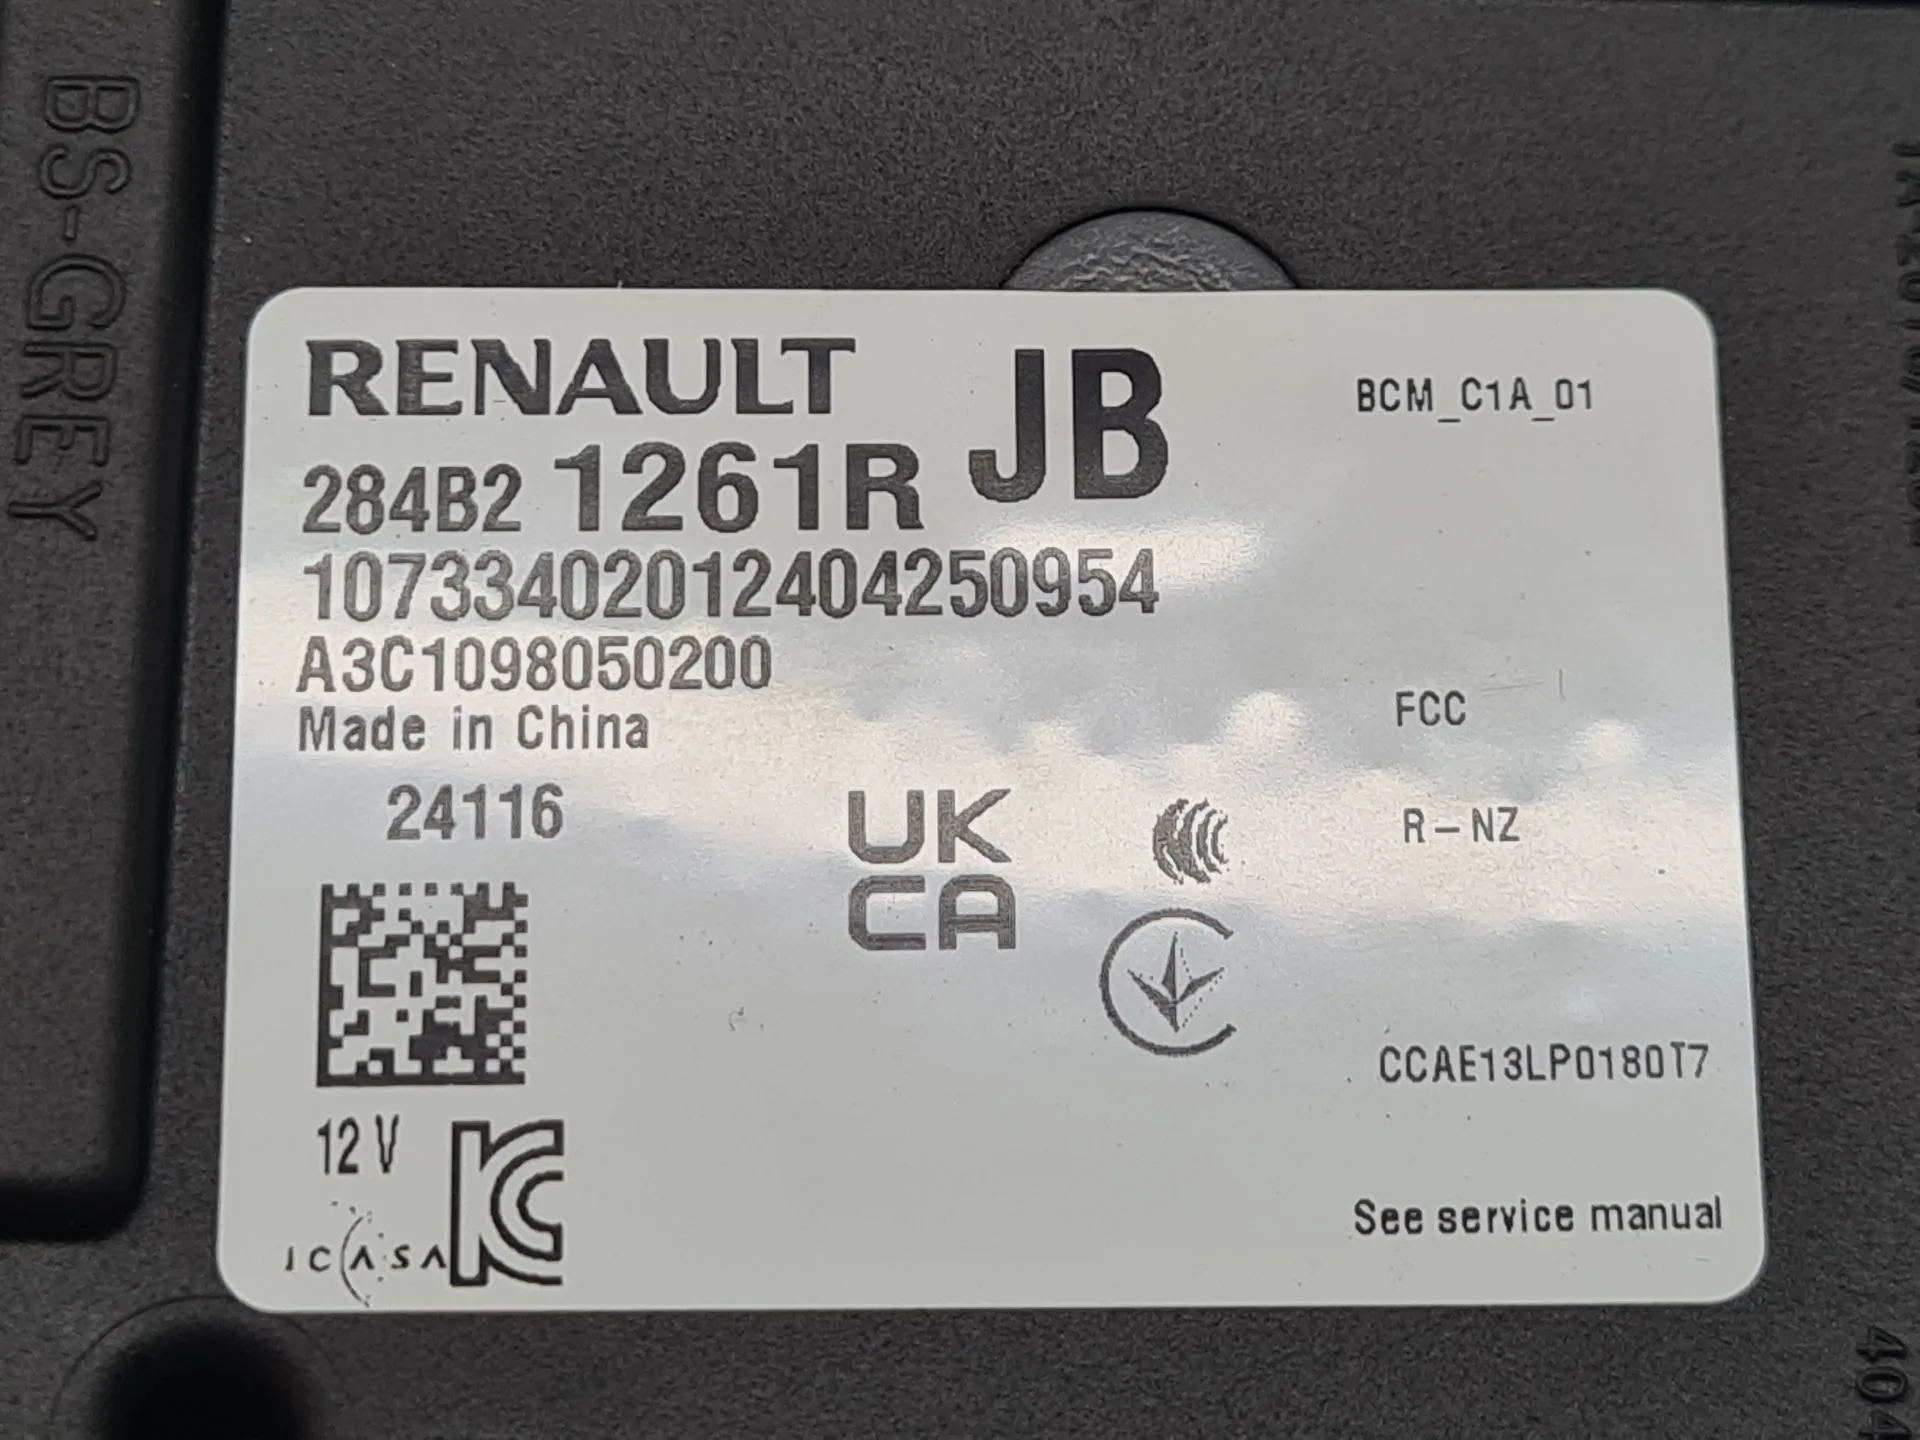 BS-GREY
RENAULT JB
BCM_C1A_01
284B2 1261R
10733402012404250954
A3C1098050200
Made in China
FCC
24116
UK
CA
R-NZ
CCAE13LP0180T7
12 V
ICASA
See service manual
404